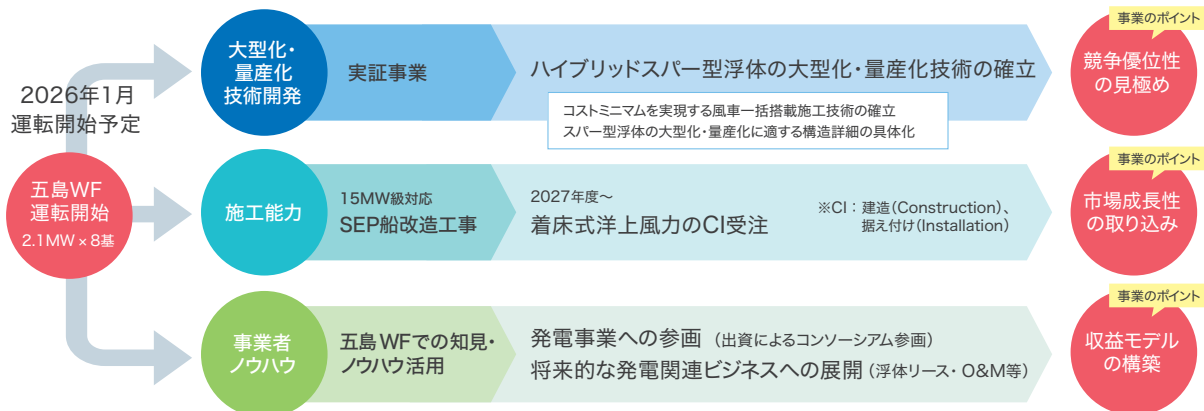 2026年1月
運転開始予定
五島WF
運転開始
2.1MW × 8基
大型化・
量産化
技術開発
実証事業
ハイブリッドスパー型浮体の大型化・量産化技術の確立
コストミニマムを実現する風車一括搭載施工技術の確立
スパー型浮体の大型化・量産化に適する構造詳細の具体化
事業のポイント
競争優位性
の見極め
施工能力
15MW級対応
SEP船改造工事
2027年度〜
着床式洋上風力のCI受注
※CI：建造(Construction)、
据え付け(Installation)
事業のポイント
市場成長性
の取り込み
事業者
ノウハウ
五島WFでの知見・
ノウハウ活用
発電事業への参画（出資によるコンソーシアム参画）
将来的な発電関連ビジネスへの展開（浮体リース・O&M等）
事業のポイント
収益モデル
の構築